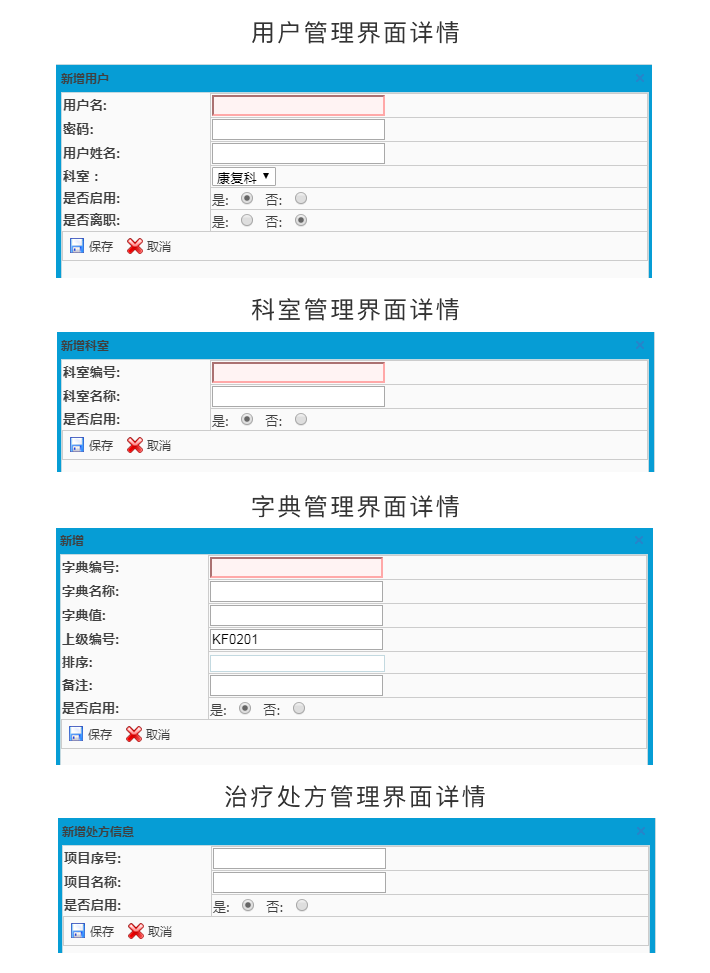 用户管理界面详情
新增用户
用户名:
密码:
用户姓名:
科室： 康复科
是否启用: 是: 否:
是否离职: 是: 否:
保存 取消
科室管理界面详情
新增科室
科室编号:
科室名称:
是否启用: 是: 否:
保存 取消
字典管理界面详情
新增
字典编号:
字典名称:
字典值:
上级编号: KF0201
排序:
备注:
是否启用: 是: 否:
保存 取消
治疗处方管理界面详情
新增处方信息
项目序号:
项目名称:
是否启用: 是: 否:
保存 取消